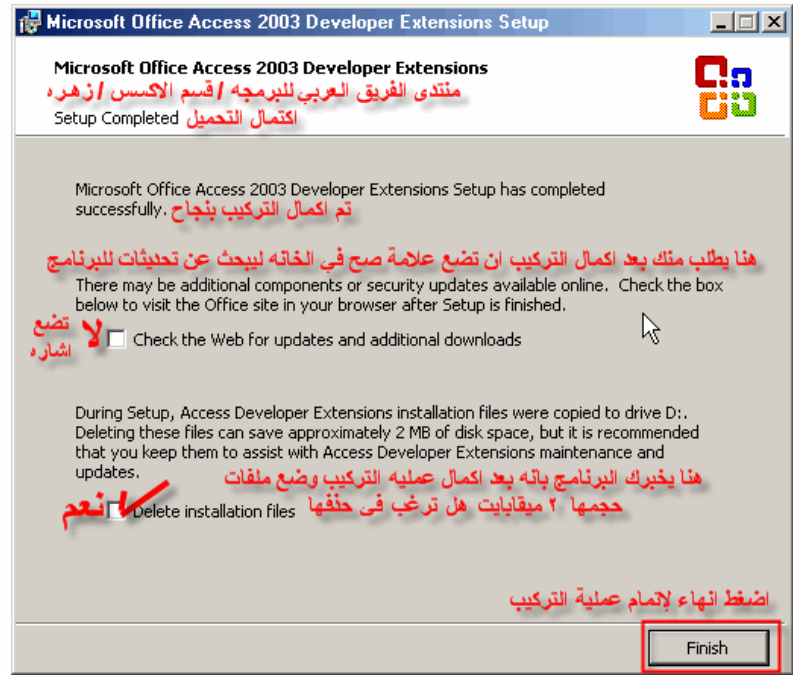 Microsoft Office Access 2003 Developer Extensions Setup
Microsoft Office Access 2003 Developer Extensions
منتدى الفريق العربي للبرمجه / قسم الاكسس / زهره
Setup Completed اكتمال التحميل
Microsoft Office Access 2003 Developer Extensions Setup has completed
successfully. تم اكمال التركيب بنجاح
هنا يطلب منك بعد اكمال التركيب ان تضع علامة صح في الخانه ليبحث عن تحديثات للبرنامج
There may be additional components or security updates available online. Check the box
below to visit the Office site in your browser after Setup is finished.
لا تضع
اشاره
Check the Web for updates and additional downloads
During Setup, Access Developer Extensions installation files were copied to drive D:.
Deleting these files can save approximately 2 MB of disk space, but it is recommended
that you keep them to assist with Access Developer Extensions maintenance and
updates.
هنا يخبرك البرنامج بانه بعد اكمال عمليه التركيب وضع ملفات
حجمها ٢ ميقابايت هل ترغب في حذفها
نعم
Delete installation files
اضغط انهاء لإتمام عملية التركيب
Finish